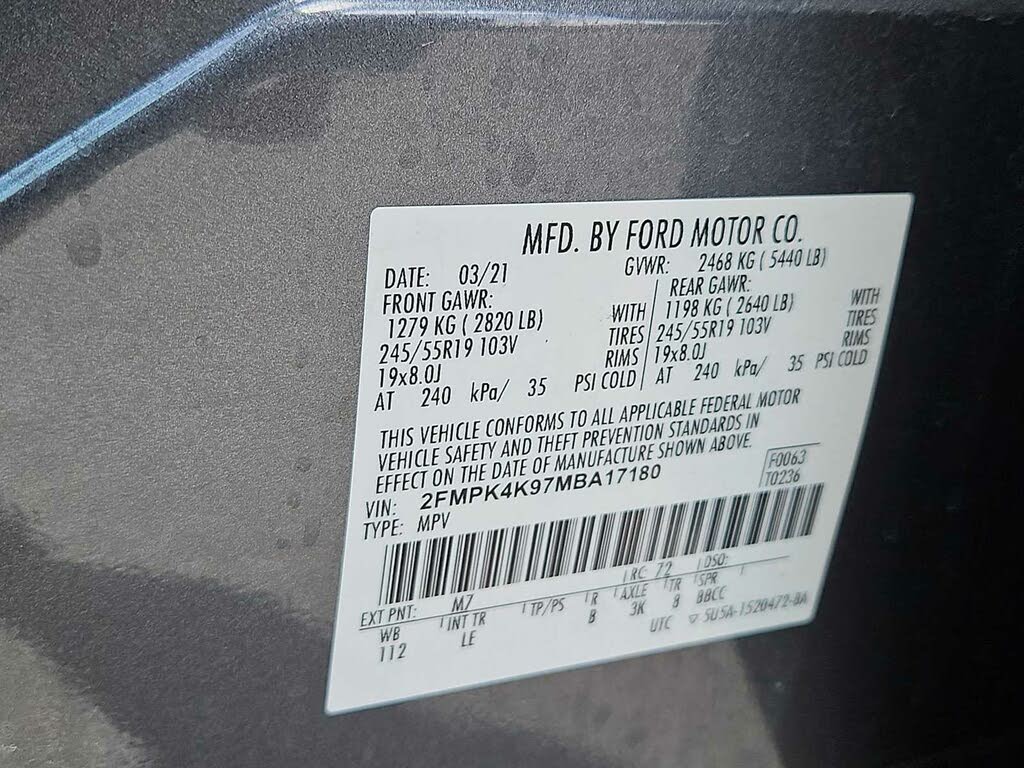 MFD. BY FORD MOTOR CO.
DATE: 03/21 GVWR: 2468 KG ( 5440 LB)
FRONT GAWR: REAR GAWR:
1279 KG ( 2820 LB) WITH 1198 KG ( 2640 LB) WITH
245/55R19 103V TIRES 245/55R19 103V TIRES
19x8.0J RIMS 19x8.0J RIMS
AT 240 kPa/ 35 PSI COLD AT 240 kPa/ 35 PSI COLD
THIS VEHICLE CONFORMS TO ALL APPLICABLE FEDERAL MOTOR
VEHICLE SAFETY AND THEFT PREVENTION STANDARDS IN
EFFECT ON THE DATE OF MANUFACTURE SHOWN ABOVE.
F0063
VIN: 2FMPK4K97MBA17180 T0236
TYPE: MPV
EXT PNT: M7 RC: 72 DSO:
WB INT TR TP/PS R AXLE TR SPR
112 LE B 3K 8 BBCC
UTC ▽ 5U5A-1520472-BA